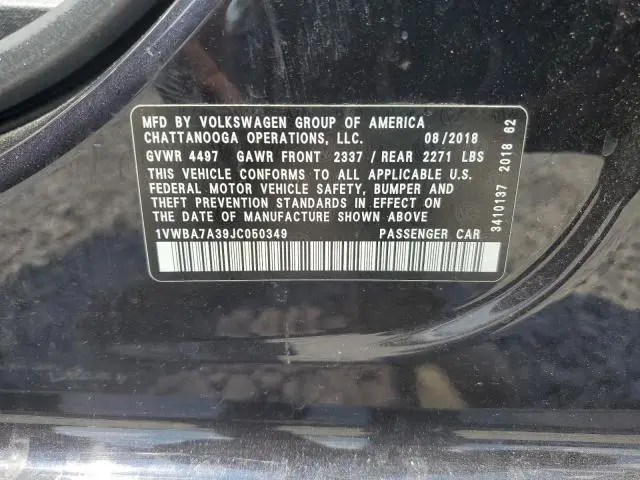 MFD BY VOLKSWAGEN GROUP OF AMERICA
CHATTANOOGA OPERATIONS, LLC. 08/2018
GVWR 4497 GAWR FRONT 2337 / REAR 2271 LBS
THIS VEHICLE CONFORMS TO ALL APPLICABLE U.S.
FEDERAL MOTOR VEHICLE SAFETY, BUMPER AND
THEFT PREVENTION STANDARDS IN EFFECT ON
THE DATE OF MANUFACTURE SHOWN ABOVE
1VWBA7A39JC050349 PASSENGER CAR
3410137 2018 62